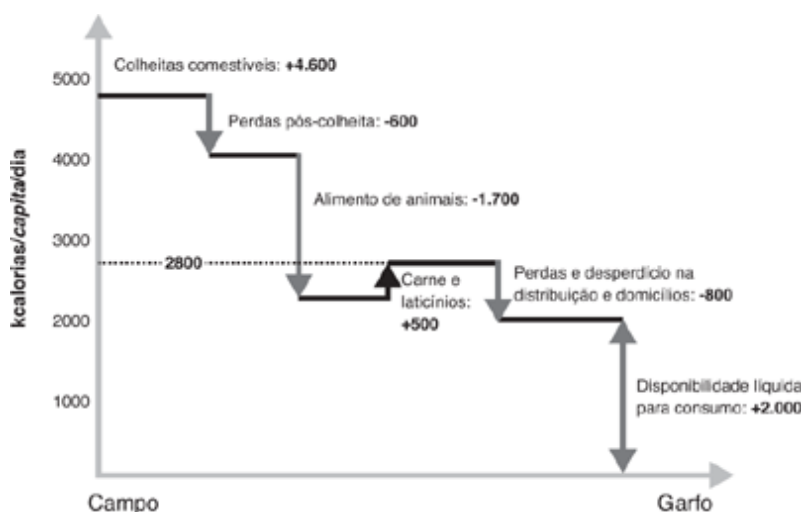 kcalorias/capita/dia
5000
4000
3000
2000
1000
2800
Colheitas comestíveis: +4.600
Perdas pós-colheita: -600
Alimento de animais: -1.700
Carne e
laticínios:
+500
Perdas e desperdício na
distribuição e domicílios: -800
Disponibilidade líquida
para consumo: +2.000
Campo
Garfo